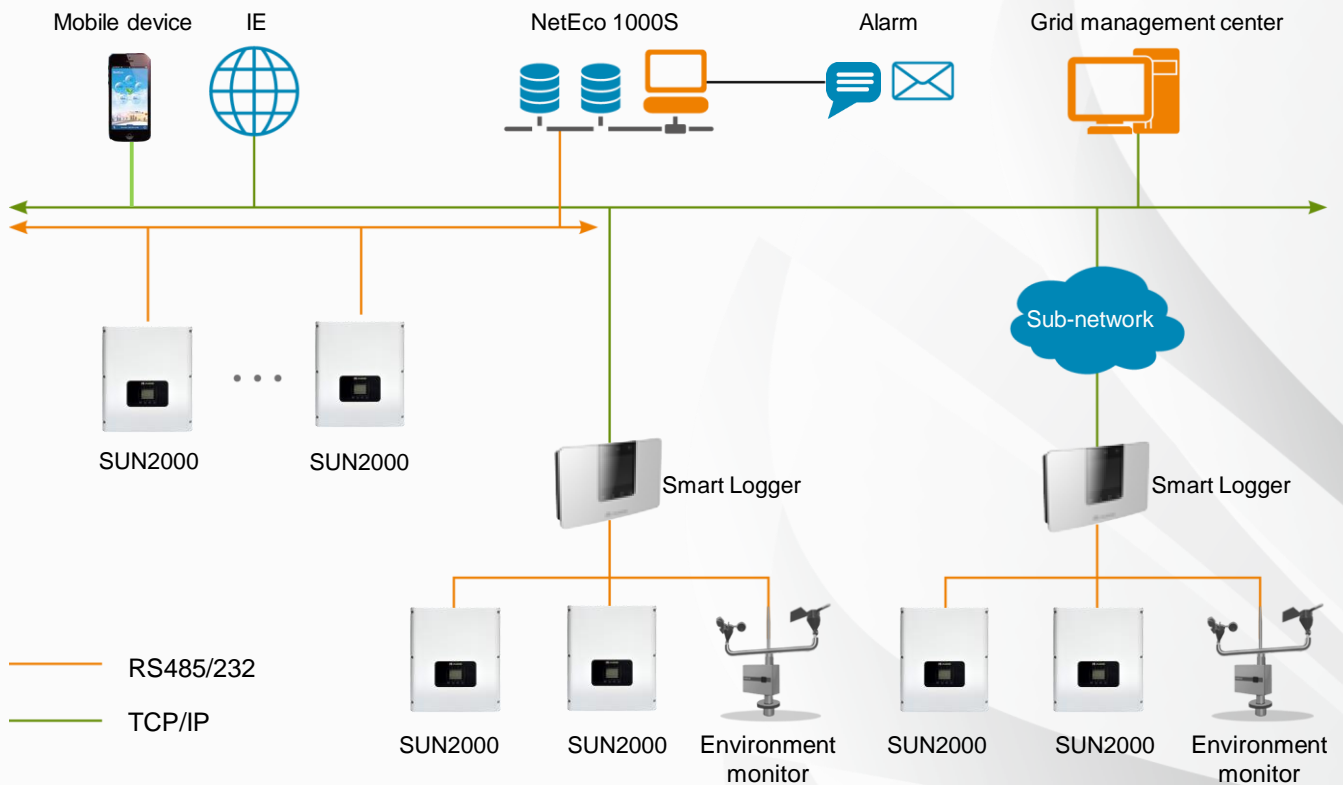 Mobile device
IE
NetEco 1000S
Alarm
Grid management center
Sub-network
SUN2000
SUN2000
Smart Logger
Smart Logger
RS485/232
TCP/IP
SUN2000
SUN2000
Environment
monitor
SUN2000
SUN2000
Environment
monitor